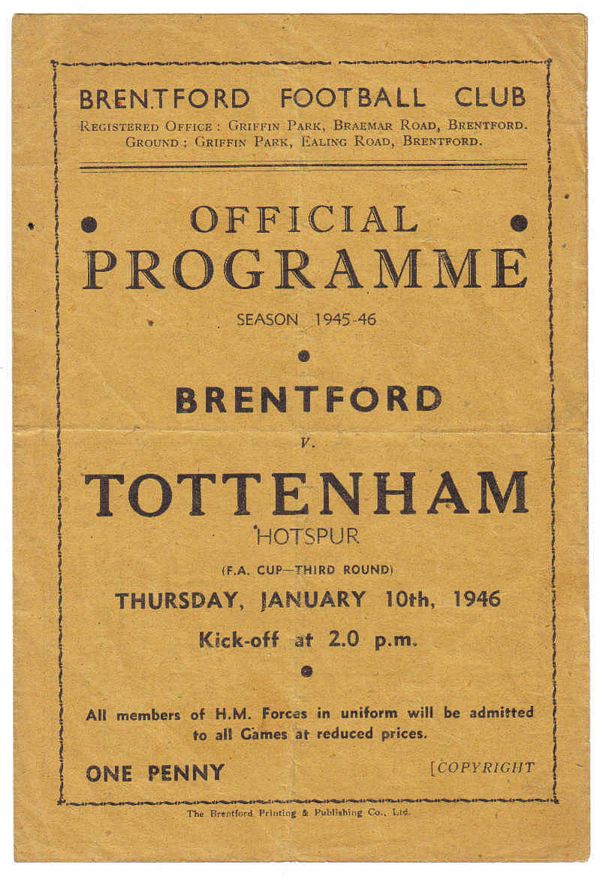 BRENTFORD FOOTBALL CLUB
REGISTERED OFFICE : GRIFFIN PARK, BRAEMAR ROAD, BRENTFORD.
GROUND : GRIFFIN PARK, EALING ROAD, BRENTFORD.
OFFICIAL
PROGRAMME
SEASON 1945-46
BRENTFORD
v.
TOTTENHAM
HOTSPUR
(F.A. CUP—THIRD ROUND)
THURSDAY, JANUARY 10th, 1946
Kick-off at 2.0 p.m.
All members of H.M. Forces in uniform will be admitted
to all Games at reduced prices.
ONE PENNY [COPYRIGHT
The Brentford Printing & Publishing Co., Ltd.